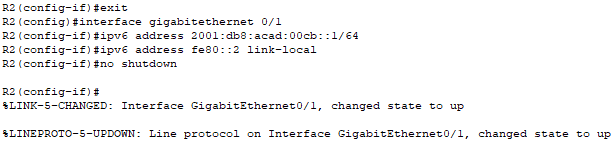 R2(config-if)#exit
R2(config)#interface gigabitethernet 0/1
R2(config-if)#ipv6 address 2001:db8:acad:00cb::1/64
R2(config-if)#ipv6 address fe80::2 link-local
R2(config-if)#no shutdown
R2(config-if)#
%LINK-5-CHANGED: Interface GigabitEthernet0/1, changed state to up
%LINEPROTO-5-UPDOWN: Line protocol on Interface GigabitEthernet0/1, changed state to up